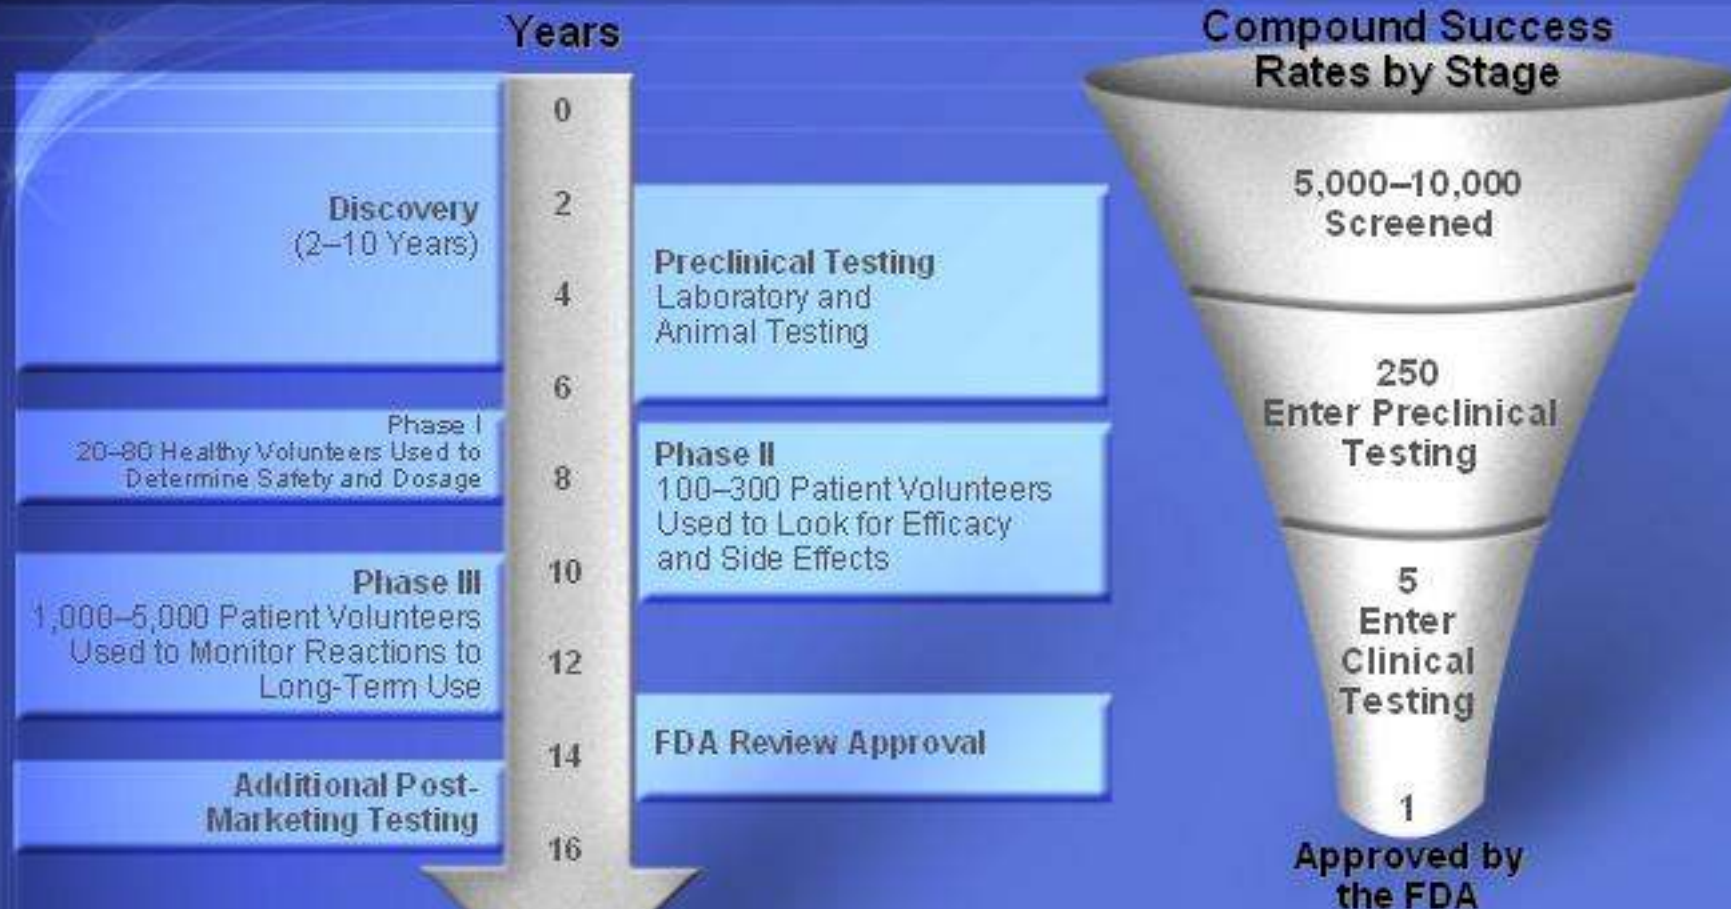 Years
0
2
4
6
8
10
12
14
16
Discovery
(2–10 Years)
Preclinical Testing
Laboratory and
Animal Testing
Phase I
20–80 Healthy Volunteers Used to
Determine Safety and Dosage
Phase II
100–300 Patient Volunteers
Used to Look for Efficacy
and Side Effects
Phase III
1,000–5,000 Patient Volunteers
Used to Monitor Reactions to
Long-Term Use
FDA Review Approval
Additional Post-
Marketing Testing
Compound Success
Rates by Stage
5,000–10,000
Screened
250
Enter Preclinical
Testing
5
Enter
Clinical
Testing
1
Approved by
the FDA